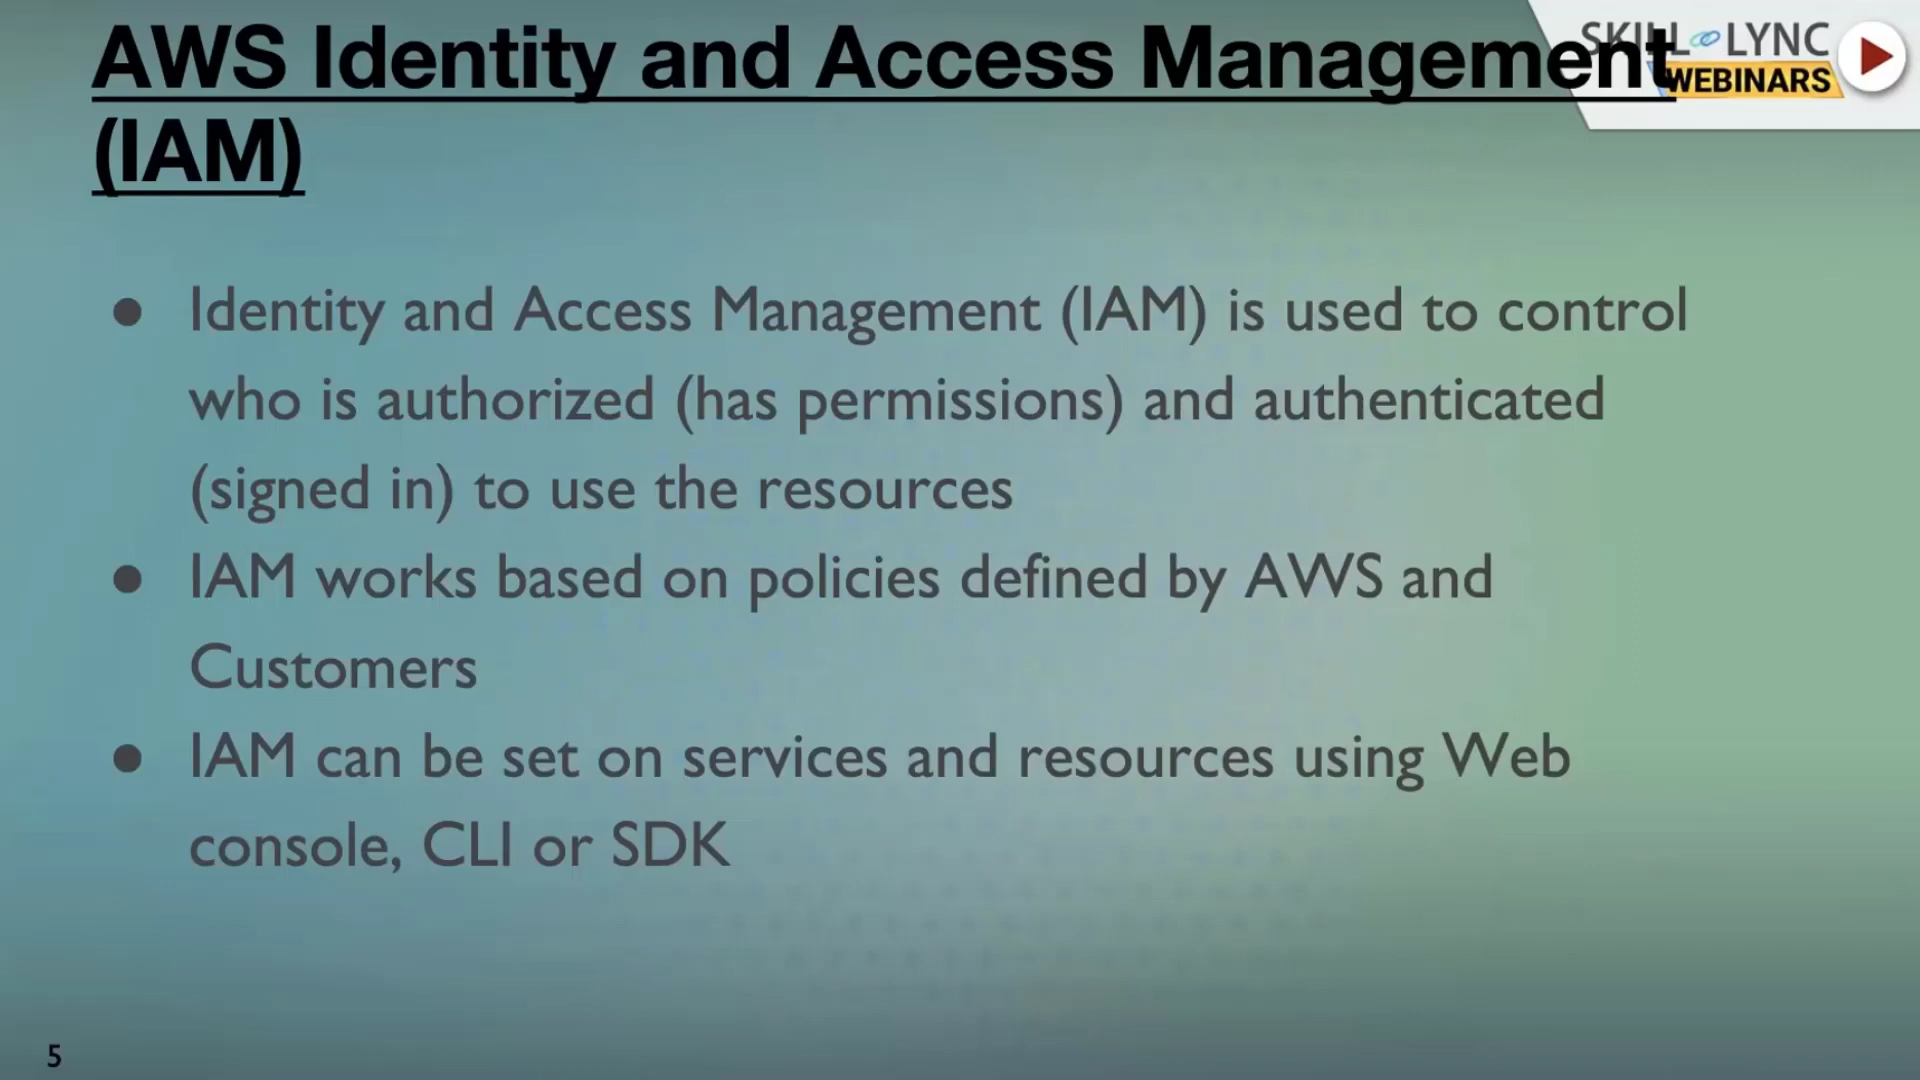 AWS Identity and Access Management
(IAM)
SKILL LYNC
WEBINARS
● Identity and Access Management (IAM) is used to control
who is authorized (has permissions) and authenticated
(signed in) to use the resources
● IAM works based on policies defined by AWS and
Customers
● IAM can be set on services and resources using Web
console, CLI or SDK
5